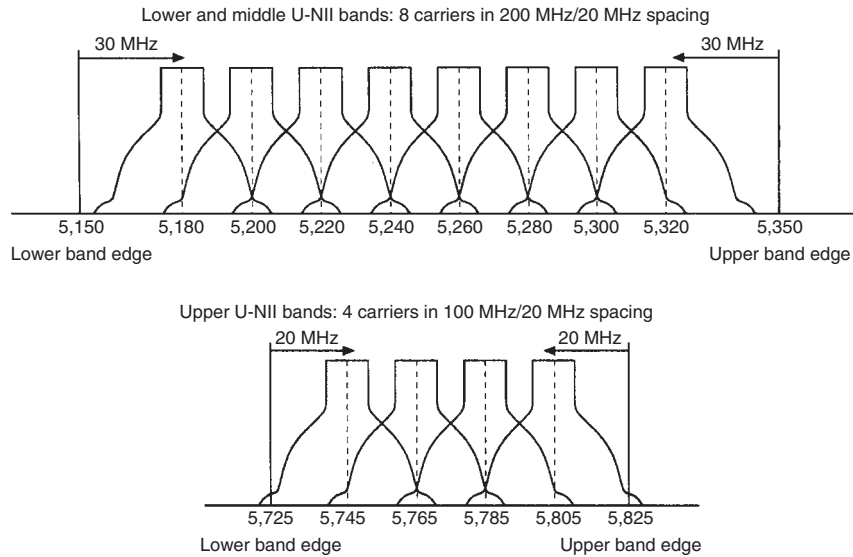 Lower and middle U-NII bands: 8 carriers in 200 MHz/20 MHz spacing
30 MHz 30 MHz
5,150 5,180 5,200 5,220 5,240 5,260 5,280 5,300 5,320 5,350
Lower band edge Upper band edge
Upper U-NII bands: 4 carriers in 100 MHz/20 MHz spacing
20 MHz 20 MHz
5,725 5,745 5,765 5,785 5,805 5,825
Lower band edge Upper band edge